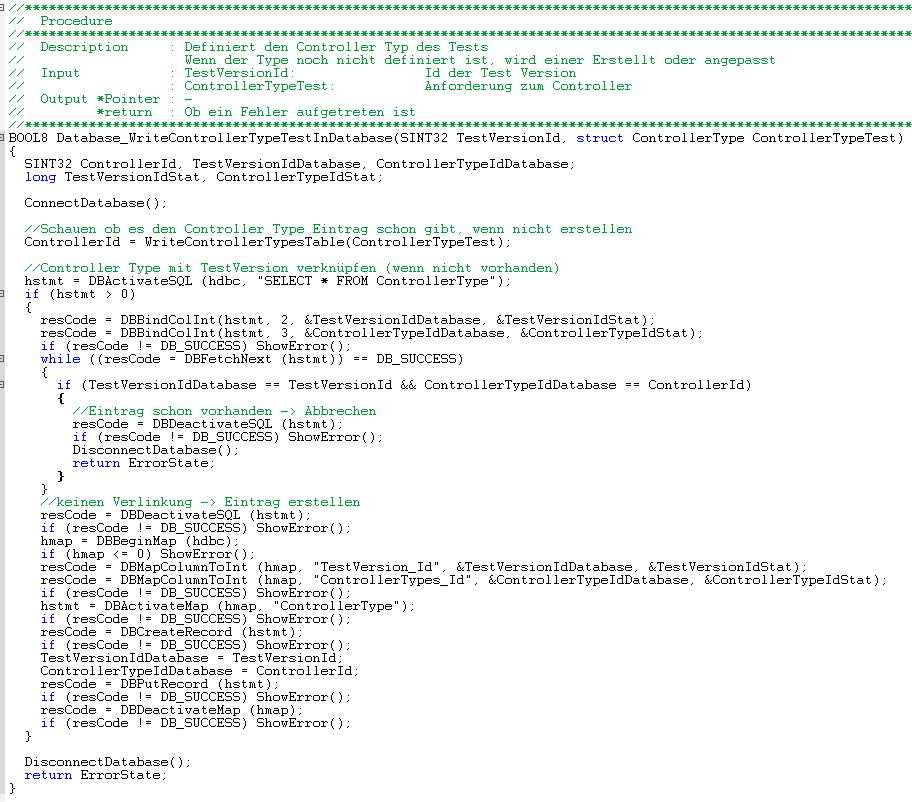 //***************************************************************************************************************
//  Procedure
//***************************************************************************************************************
//  Description     : Definiert den Controller Typ des Tests
//                    Wenn der Type noch nicht definiert ist, wird einer Erstellt oder angepasst
//  Input           : TestVersionId:                Id der Test Version
//                  : ControllerTypeTest:           Anforderung zum Controller
//  Output *Pointer : -
//         *return  : Ob ein Fehler aufgetreten ist
//***************************************************************************************************************
BOOL8 Database_WriteControllerTypeTestInDatabase(SINT32 TestVersionId, struct ControllerType ControllerTypeTest)
{
  SINT32 ControllerId, TestVersionIdDatabase, ControllerTypeIdDatabase;
  long TestVersionIdStat, ControllerTypeIdStat;

  ConnectDatabase();

  //Schauen ob es den Controller Type Eintrag schon gibt, wenn nicht erstellen
  ControllerId = WriteControllerTypesTable(ControllerTypeTest);

  //Controller Type mit TestVersion verknüpfen (wenn nicht vorhanden)
  hstmt = DBActivateSQL (hdbc, "SELECT * FROM ControllerType");
  if (hstmt > 0)
  {
    resCode = DBBindColInt(hstmt, 2, &TestVersionIdDatabase, &TestVersionIdStat);
    resCode = DBBindColInt(hstmt, 3, &ControllerTypeIdDatabase, &ControllerTypeIdStat);
    if (resCode != DB_SUCCESS) ShowError();
    while ((resCode = DBFetchNext (hstmt)) == DB_SUCCESS)
    {
      if (TestVersionIdDatabase == TestVersionId && ControllerTypeIdDatabase == ControllerId)
      {
        //Eintrag schon vorhanden -> Abbrechen
        resCode = DBDeactivateSQL (hstmt);
        if (resCode != DB_SUCCESS) ShowError();
        DisconnectDatabase();
        return ErrorState;
      }
    }
    //keinen Verlinkung -> Eintrag erstellen
    resCode = DBDeactivateSQL (hstmt);
    if (resCode != DB_SUCCESS) ShowError();
    hmap = DBBeginMap (hdbc);
    if (hmap <= 0) ShowError();
    resCode = DBMapColumnToInt (hmap, "TestVersion_Id", &TestVersionIdDatabase, &TestVersionIdStat);
    resCode = DBMapColumnToInt (hmap, "ControllerTypes_Id", &ControllerTypeIdDatabase, &ControllerTypeIdStat);
    if (resCode != DB_SUCCESS) ShowError();
    hstmt = DBActivateMap (hmap, "ControllerType");
    if (resCode != DB_SUCCESS) ShowError();
    resCode = DBCreateRecord (hstmt);
    if (resCode != DB_SUCCESS) ShowError();
    TestVersionIdDatabase = TestVersionId;
    ControllerTypeIdDatabase = ControllerId;
    resCode = DBPutRecord (hstmt);
    if (resCode != DB_SUCCESS) ShowError();
    resCode = DBDeactivateMap (hmap);
    if (resCode != DB_SUCCESS) ShowError();
  }

  DisconnectDatabase();
  return ErrorState;
}